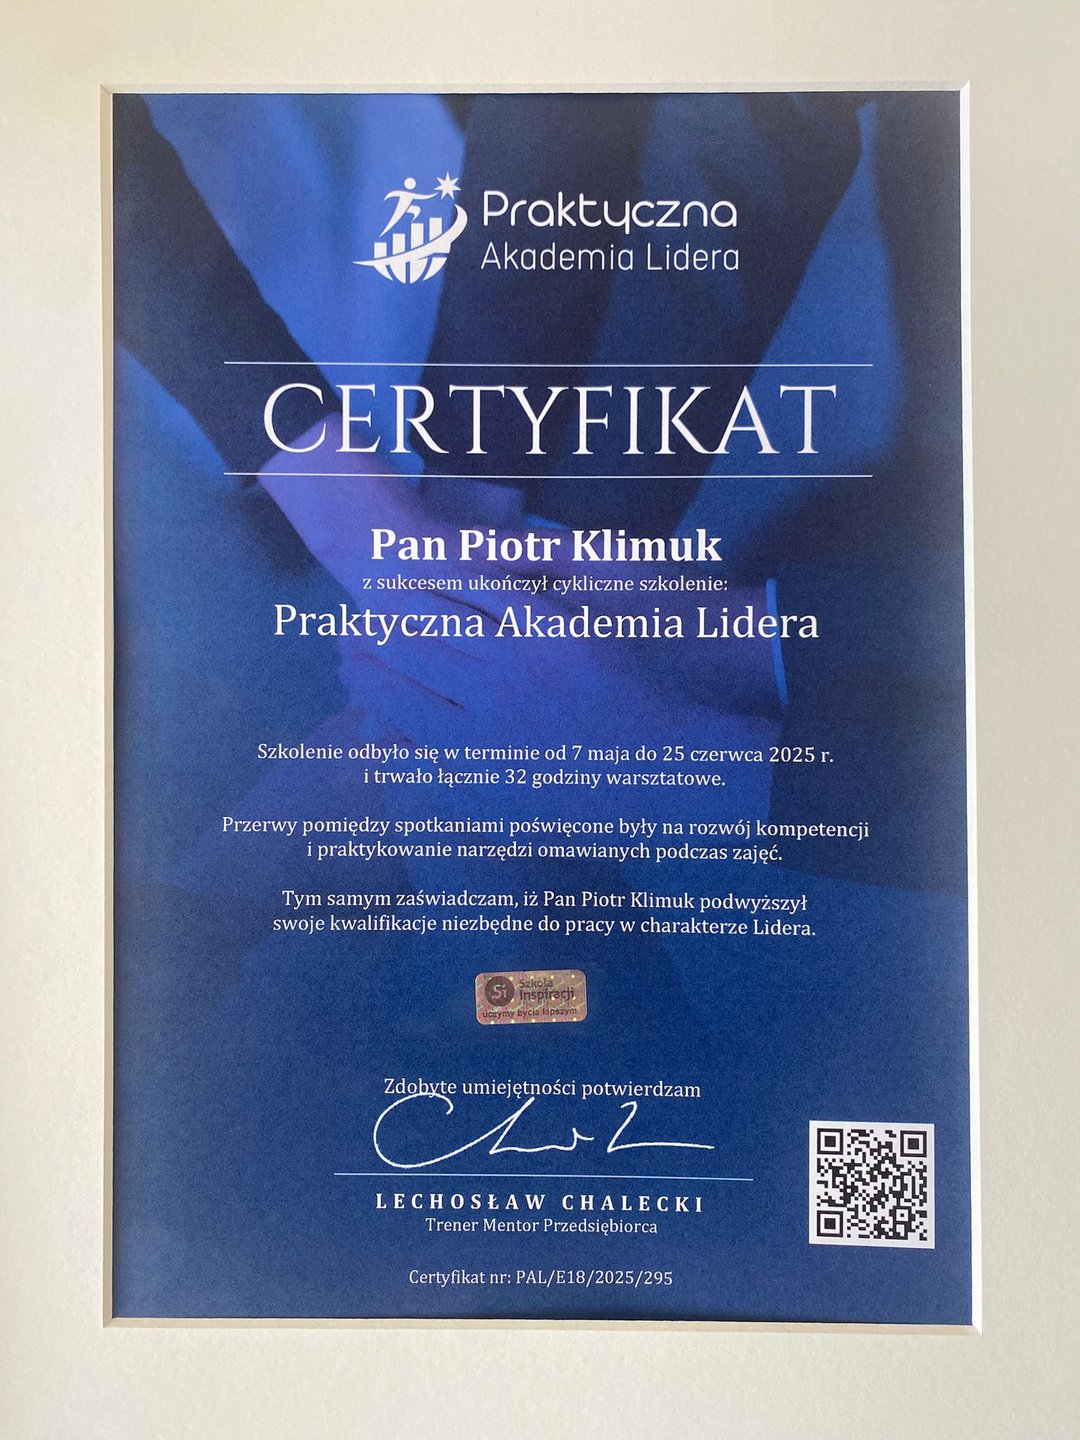 Praktyczna
Akademia Lidera
CERTYFIKAT
Pan Piotr Klimuk
z sukcesem ukończył cykliczne szkolenie:
Praktyczna Akademia Lidera
Szkolenie odbyło się w terminie od 7 maja do 25 czerwca 2025 r.
i trwało łącznie 32 godziny warsztatowe.
Przerwy pomiędzy spotkaniami poświęcone były na rozwój kompetencji
i praktykowanie narzędzi omawianych podczas zajęć.
Tym samym zaświadczam, iż Pan Piotr Klimuk podwyższył
swoje kwalifikacje niezbędne do pracy w charakterze Lidera.
Si
Szkoła
Inspiracji
uczymy bycia lepszym
Zdobyte umiejętności potwierdzam
LECHOSŁAW CHALECKI
Trener Mentor Przedsiębiorca
Certyfikat nr: PAL/E18/2025/295